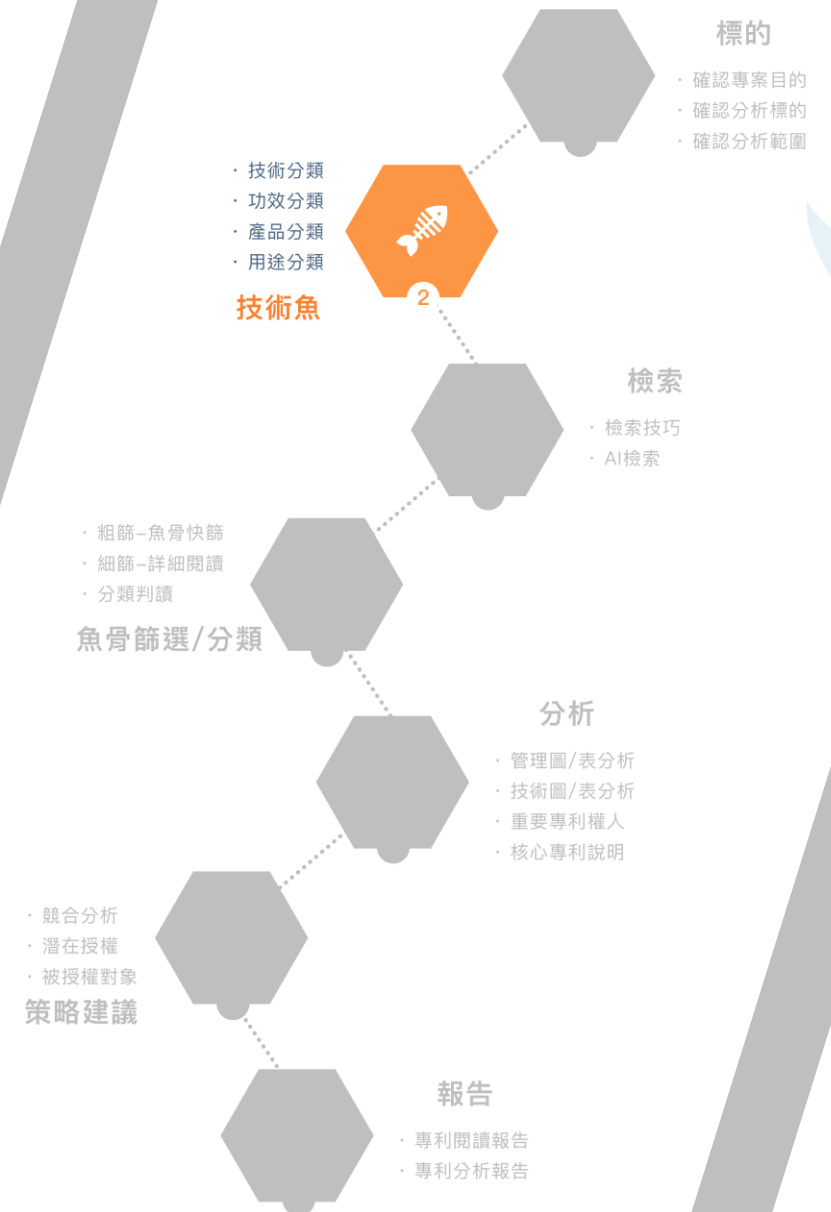 標的
· 確認專案目的
· 確認分析標的
· 確認分析範圍
· 技術分類
· 功效分類
· 產品分類
· 用途分類
技術魚
2
檢索
· 檢索技巧
· AI檢索
· 粗篩–魚骨快篩
· 細篩–詳細閱讀
· 分類判讀
魚骨篩選/分類
分析
· 管理圖/表分析
· 技術圖/表分析
· 重要專利權人
· 核心專利說明
· 競合分析
· 潛在授權
· 被授權對象
策略建議
報告
· 專利閱讀報告
· 專利分析報告